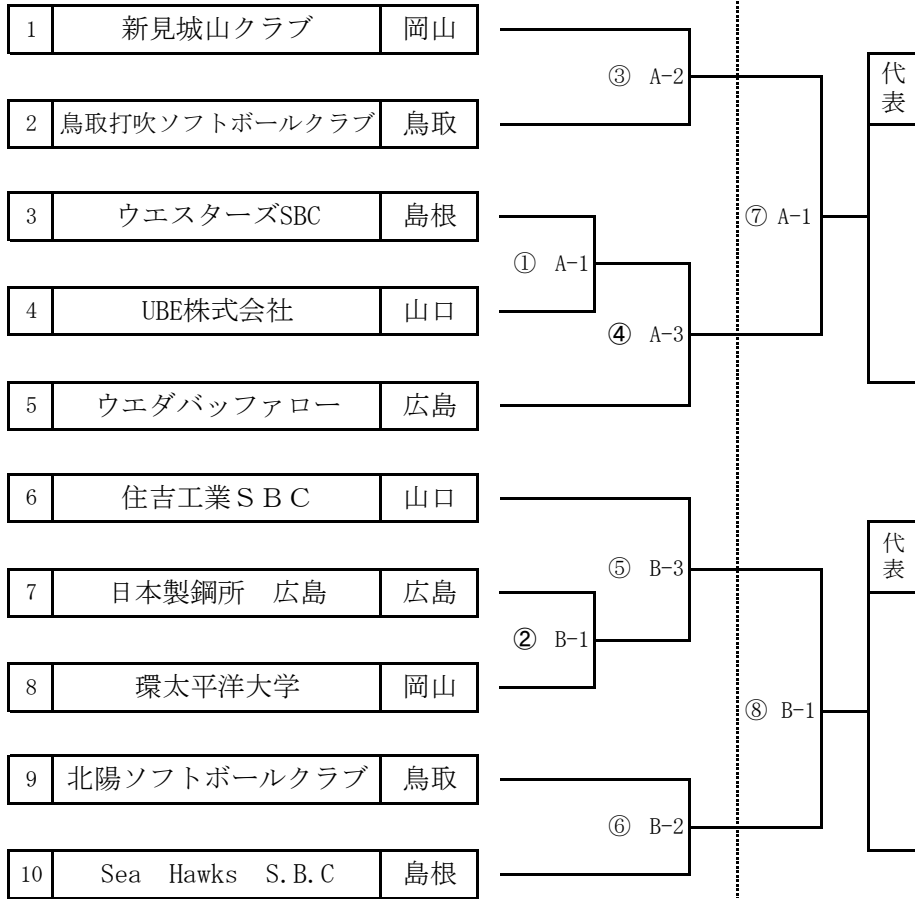 1 新見城山クラブ 岡山
③ A-2
代表
2 鳥取打吹ソフトボールクラブ 鳥取
3 ウエスターズSBC 島根
⑦ A-1
① A-1
4 UBE株式会社 山口
④ A-3
5 ウエダバッファロー 広島
6 住吉工業ＳＢＣ 山口
代表
⑤ B-3
7 日本製鋼所　広島 広島
② B-1
8 環太平洋大学 岡山
⑧ B-1
9 北陽ソフトボールクラブ 鳥取
⑥ B-2
10 Sea　Hawks　S.B.C 島根